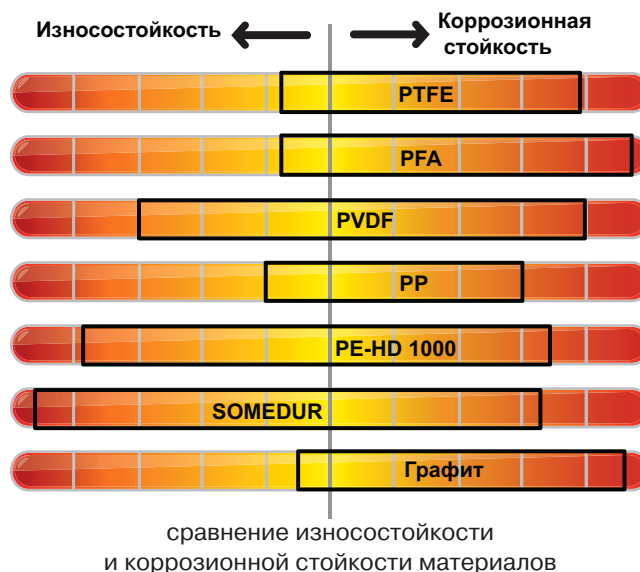 Износостойкость
Коррозионная
стойкость
PTFE
PFA
PVDF
PP
PE-HD 1000
SOMEDUR
Графит
сравнение износостойкости
и коррозионной стойкости материалов